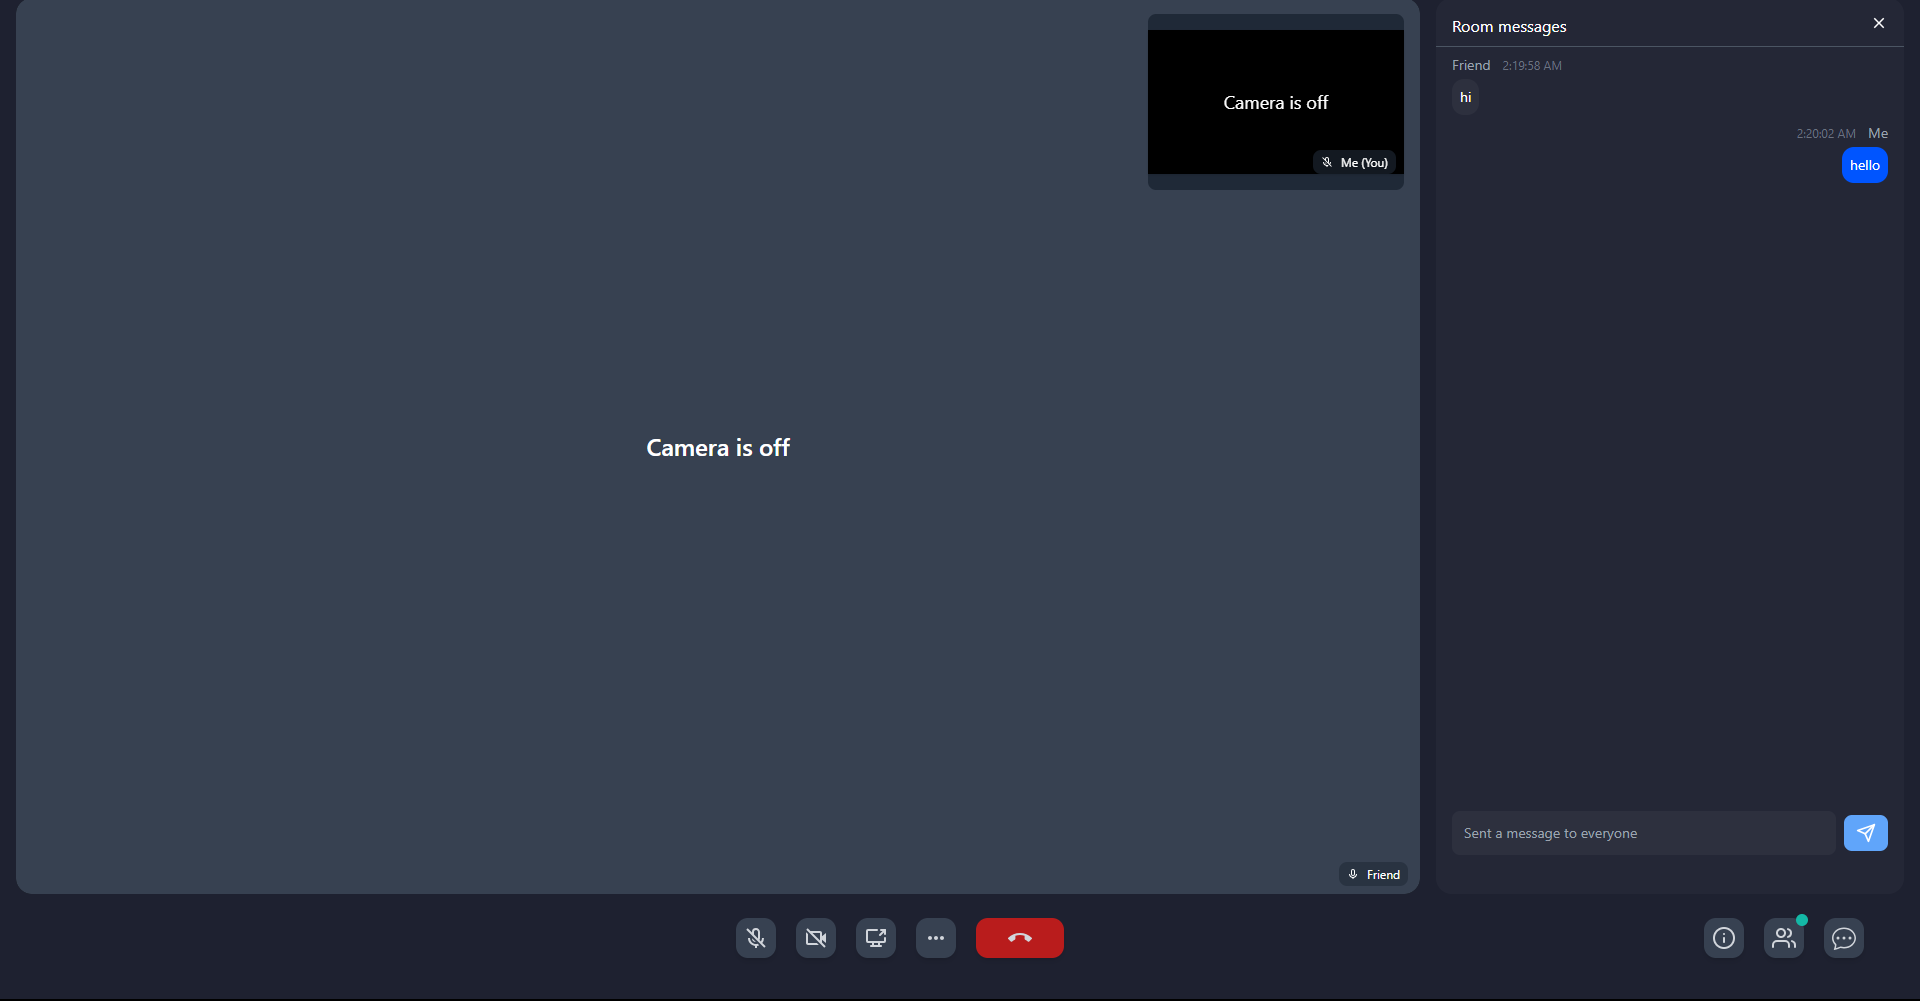 Camera is off
Me (You)
Camera is off
Friend
Room messages
Friend 2:19:58 AM
hi
2:20:02 AM Me
hello
Sent a message to everyone